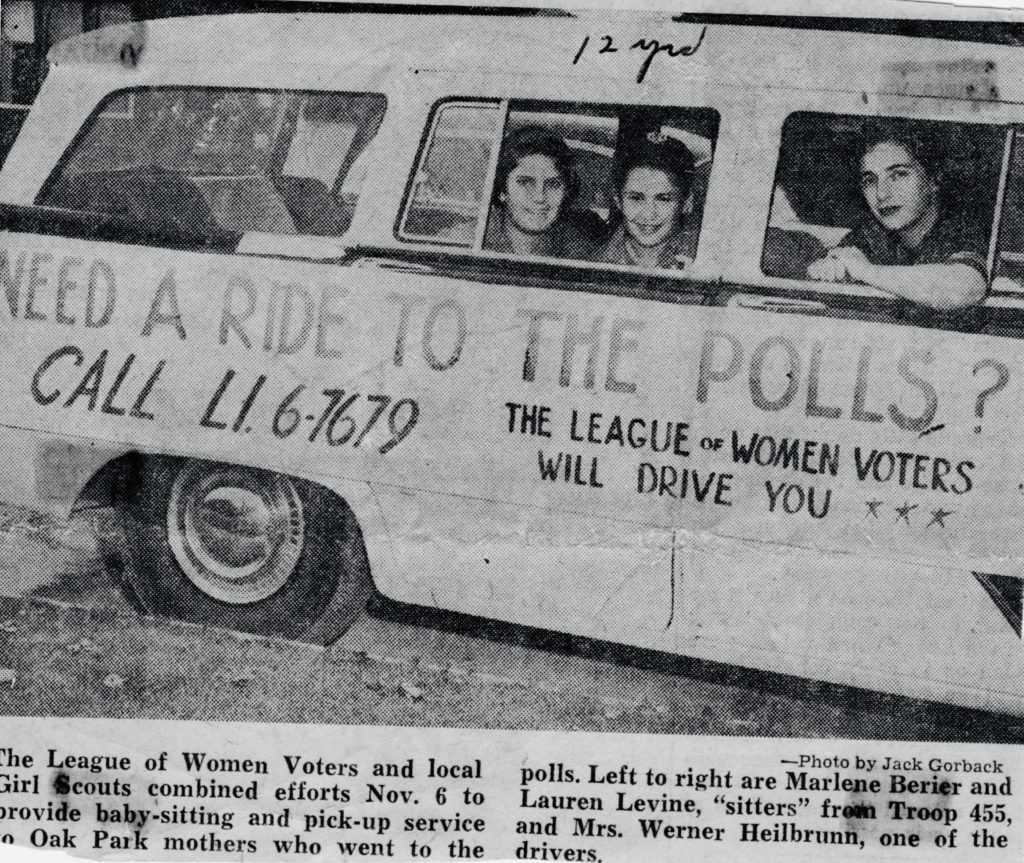 12 yrd
NEED A RIDE TO THE POLLS?
CALL LI. 6-7679
THE LEAGUE OF WOMEN VOTERS
WILL DRIVE YOU ***
—Photo by Jack Gorback
The League of Women Voters and local
Girl Scouts combined efforts Nov. 6 to
provide baby-sitting and pick-up service
to Oak Park mothers who went to the
polls. Left to right are Marlene Berier and
Lauren Levine, “sitters” from Troop 455,
and Mrs. Werner Heilbrunn, one of the
drivers.